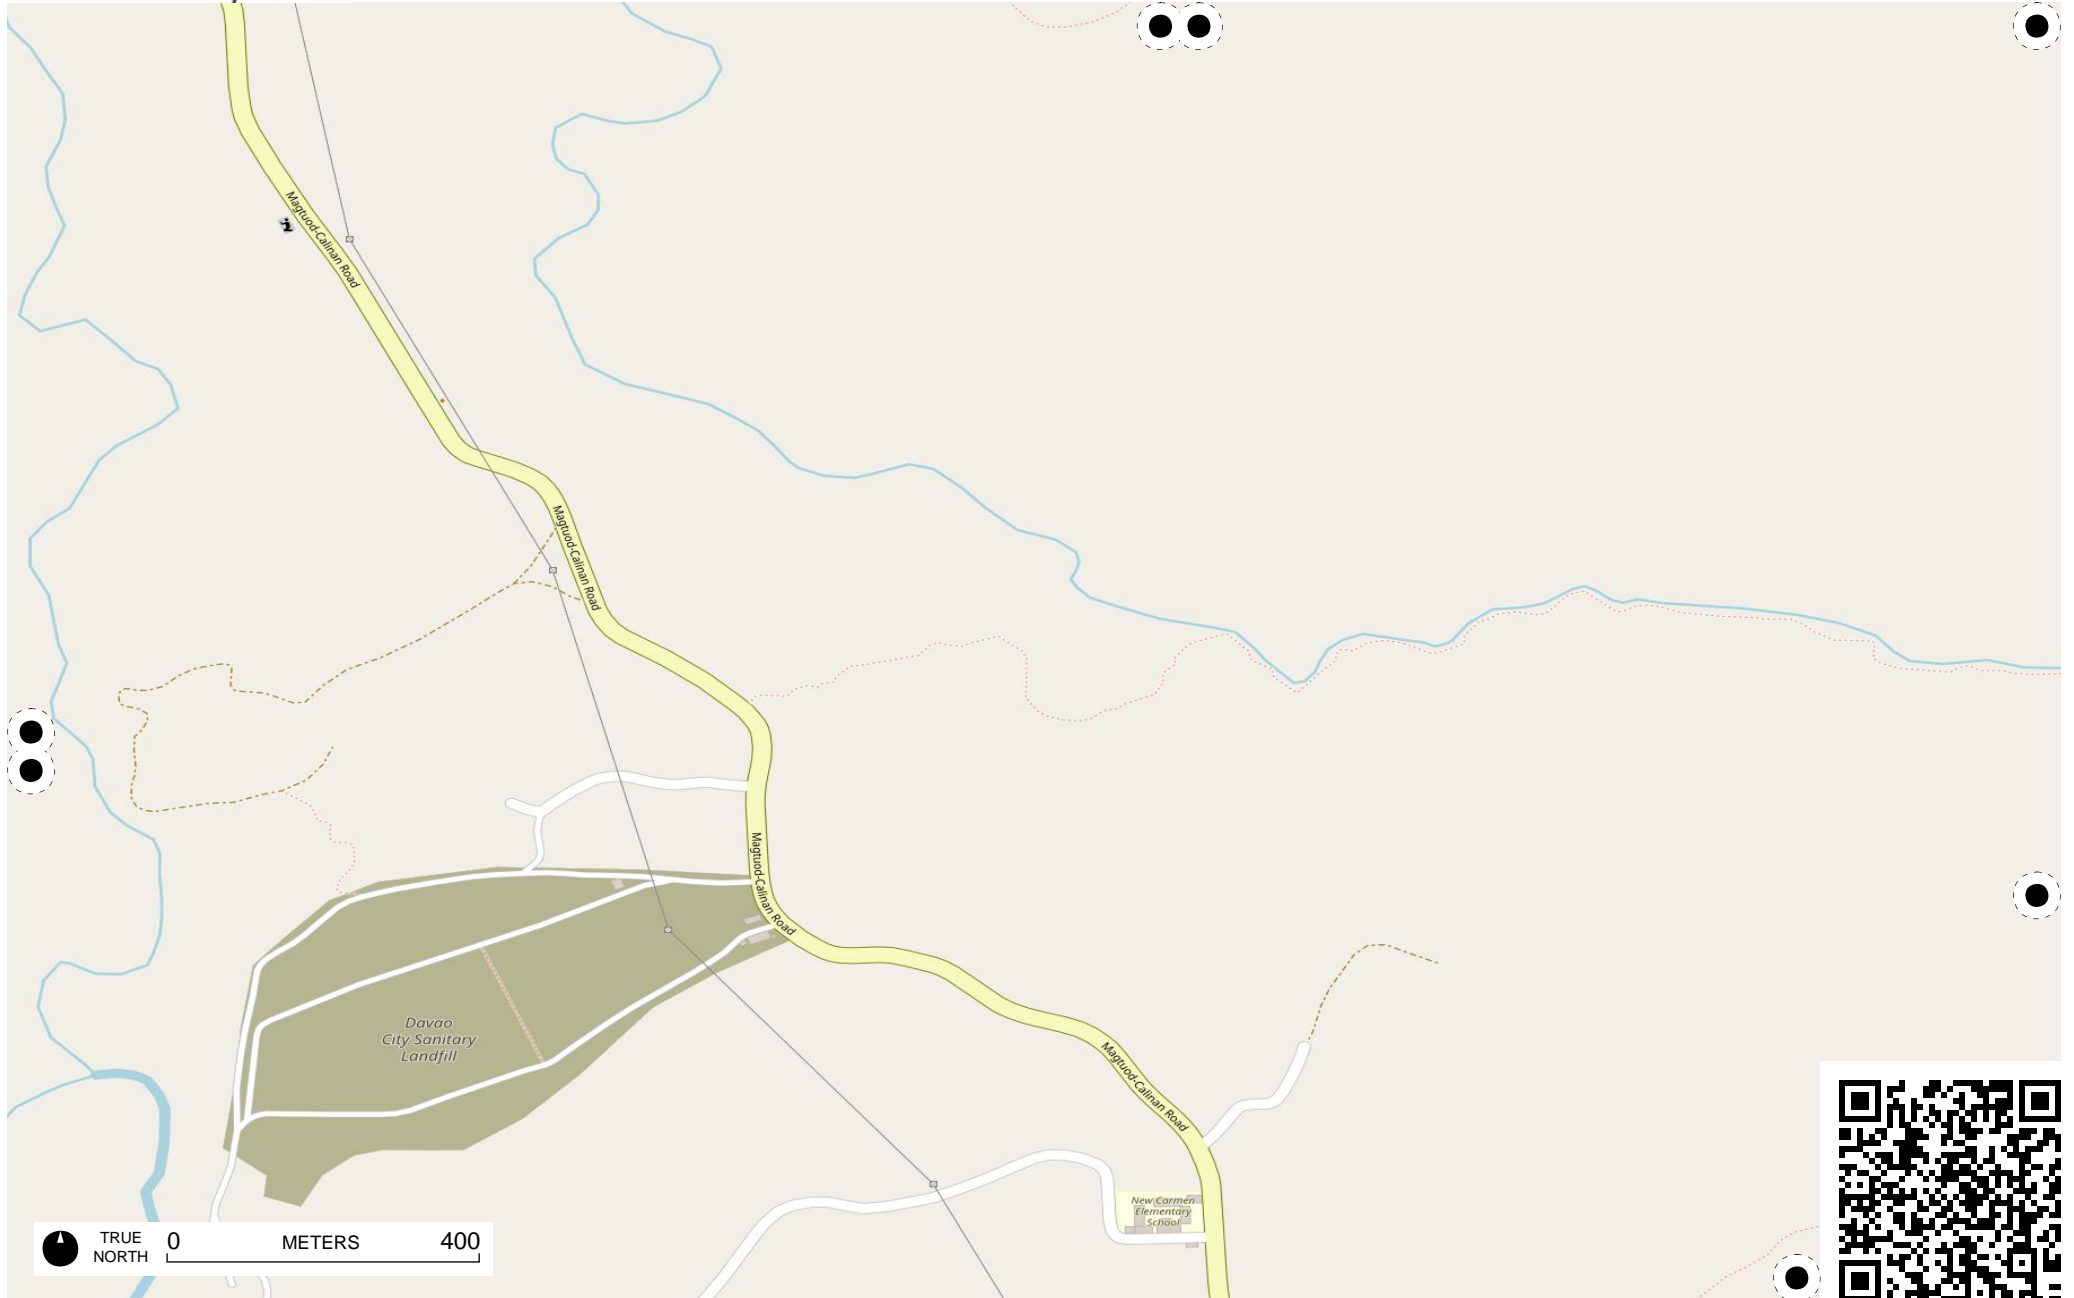 Magtuod-Calinan Road
Magtuod-Calinan Road
Magtuod-Calinan Road
Davao
City Sanitary
Landfill
Magtuod-Calinan Road
New Carmen
Elementary
School
TRUE
NORTH
0 METERS 400